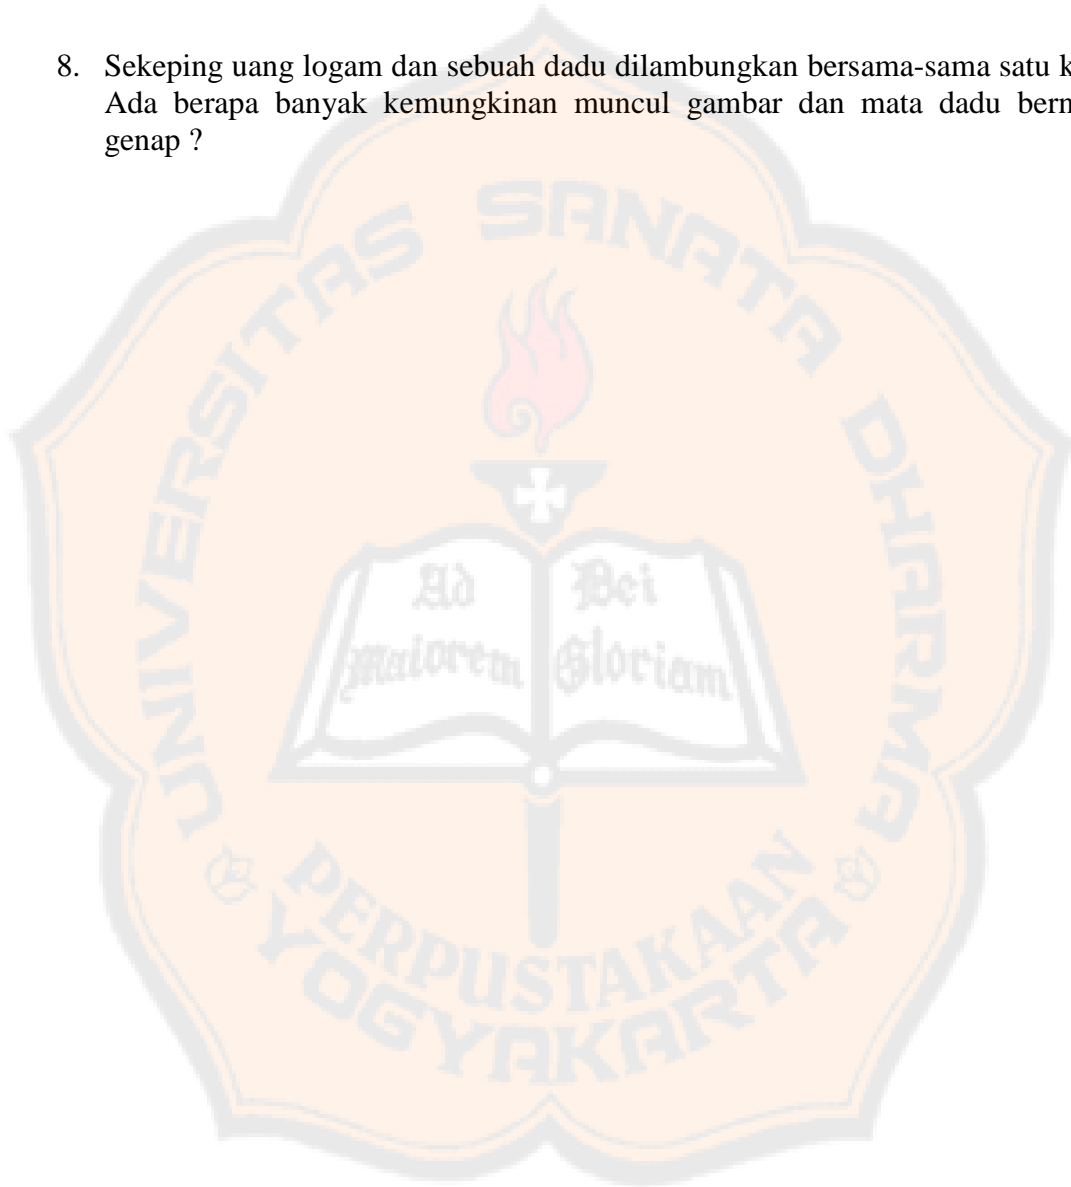 8. Sekeping uang logam dan sebuah dadu dilambungkan bersama-sama satu k
Ada berapa banyak kemungkinan muncul gambar dan mata dadu bern
genap ?
UNIVERSITAS SANATA DHARMA
Ad Dei
Maiorem Gloriam
PERPUSTAKAAN
YOGYAKARTA